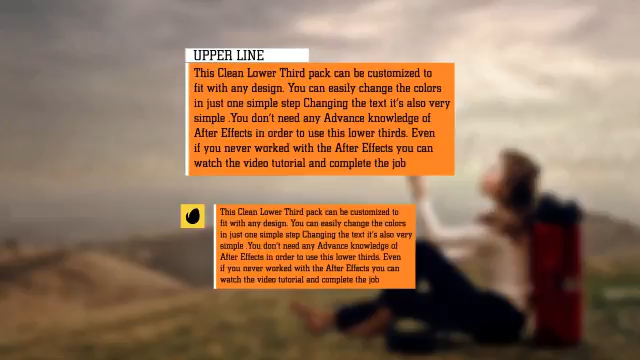 UPPER LINE
This Clean Lower Third pack can be customized to
fit with any design. You can easily change the colors
in just one simple step Changing the text it's also very
simple .You don't need any Advance knowledge of
After Effects in order to use this lower thirds. Even
if you never worked with the After Effects you can
watch the video tutorial and complete the job
This Clean Lower Third pack can be customized to
fit with any design. You can easily change the colors
in just one simple step Changing the text it's also very
simple .You don't need any Advance knowledge of
After Effects in order to use this lower thirds. Even
if you never worked with the After Effects you can
watch the video tutorial and complete the job